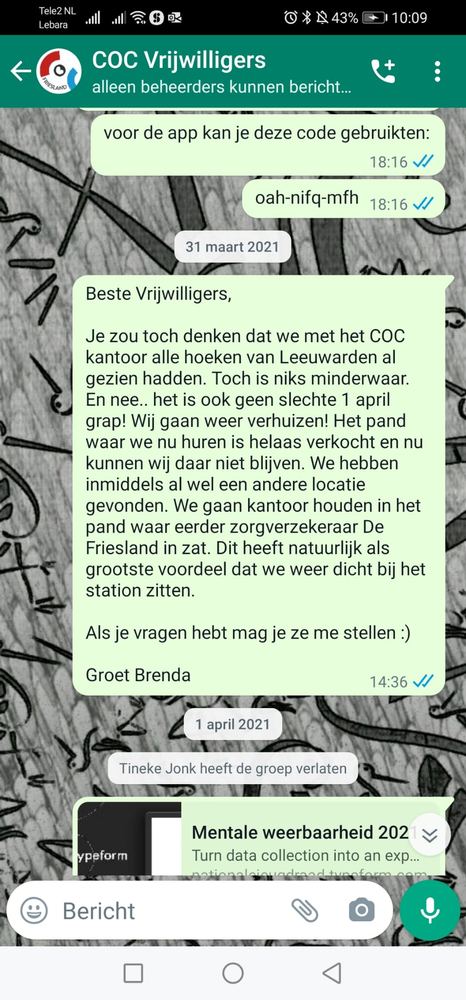 Tele2 NL
Lebara
43%
10:09
FRIESLAND
COC Vrijwilligers
alleen beheerders kunnen bericht...
voor de app kan je deze code gebruikten:
18:16
oah-nifq-mfh
18:16
31 maart 2021
Beste Vrijwilligers,
Je zou toch denken dat we met het COC
kantoor alle hoeken van Leeuwarden al
gezien hadden. Toch is niks minderwaar.
En nee.. het is ook geen slechte 1 april
grap! Wij gaan weer verhuizen! Het pand
waar we nu huren is helaas verkocht en nu
kunnen wij daar niet blijven. We hebben
inmiddels al wel een andere locatie
gevonden. We gaan kantoor houden in het
pand waar eerder zorgverzekeraar De
Friesland in zat. Dit heeft natuurlijk als
grootste voordeel dat we weer dicht bij het
station zitten.
Als je vragen hebt mag je ze me stellen :)
Groet Brenda
14:36
1 april 2021
Tineke Jonk heeft de groep verlaten
ypeform
Mentale weerbaarheid 2021
Turn data collection into an exp...
nationalejeugdraad.typeform.com
Bericht